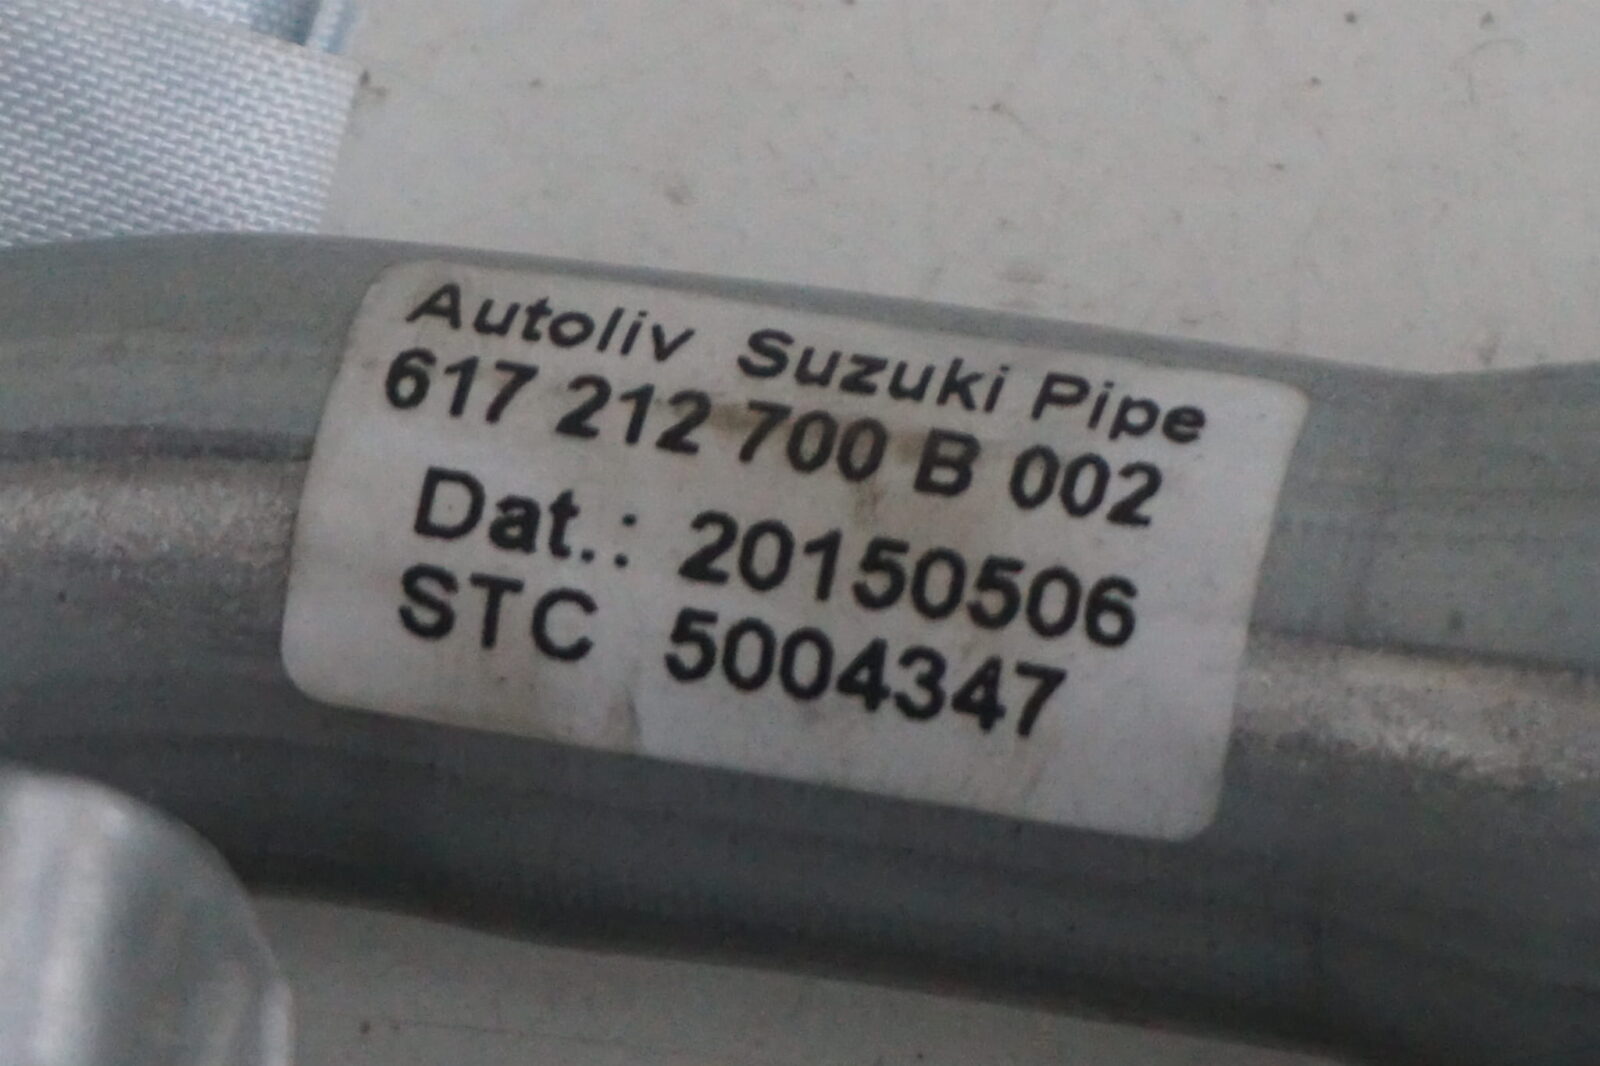 Autoliv Suzuki Pipe
617 212 700 B 002
Dat.: 20150506
STC 5004347